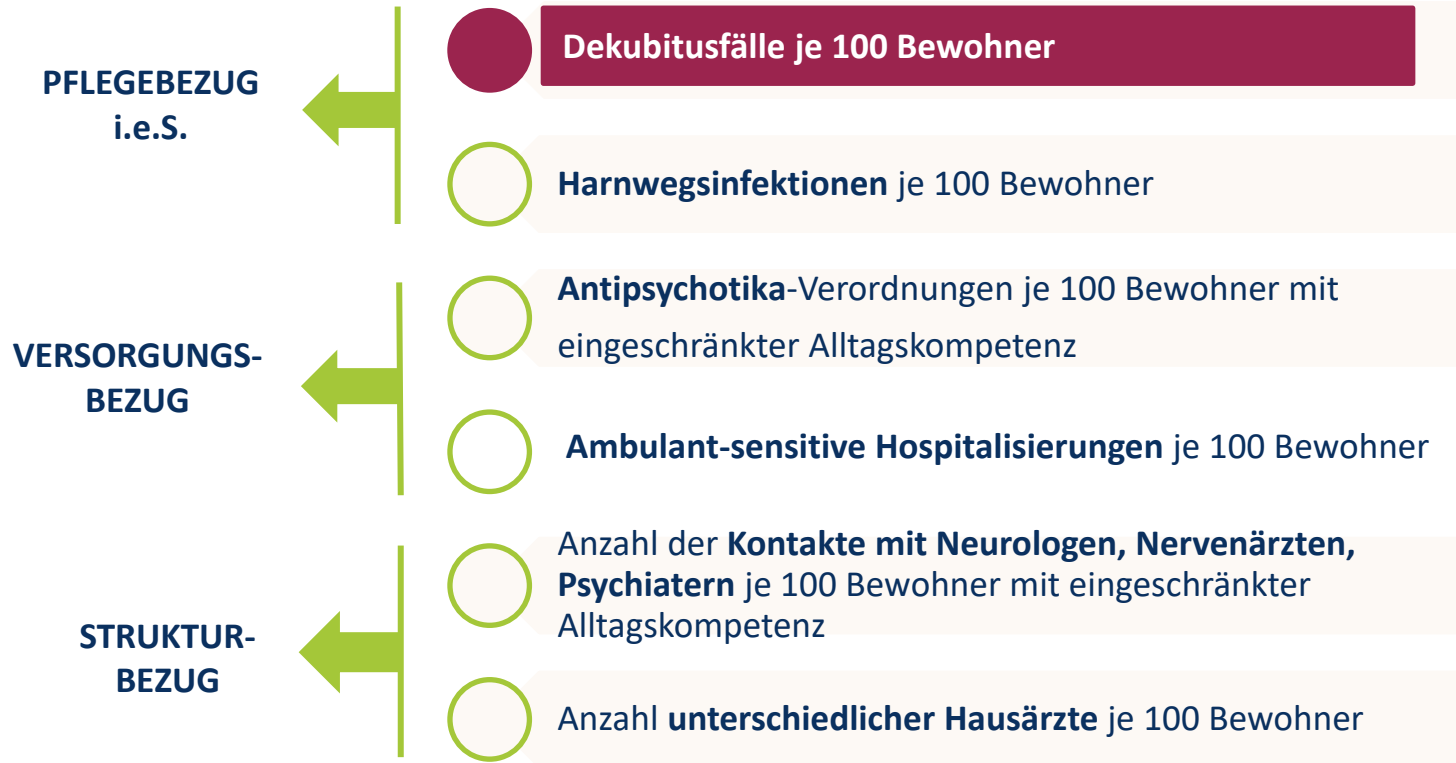 PFLEGEBEZUG
i.e.S.
Dekubitusfälle je 100 Bewohner
Harnwegsinfektionen je 100 Bewohner
VERSORGUNGS-
BEZUG
Antipsychotika-Verordnungen je 100 Bewohner mit
eingeschränkter Alltagskompetenz
Ambulant-sensitive Hospitalisierungen je 100 Bewohner
STRUKTUR-
BEZUG
Anzahl der Kontakte mit Neurologen, Nervenärzten,
Psychiatern je 100 Bewohner mit eingeschränkter
Alltagskompetenz
Anzahl unterschiedlicher Hausärzte je 100 Bewohner